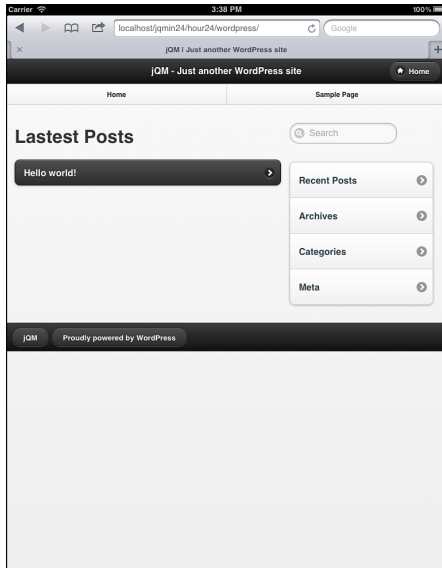 Carrier 3:38 PM 100%
localhost/jqmin24/hour24/wordpress/ Google
jQM | Just another WordPress site
jQM - Just another WordPress site Home
Home Sample Page
Lastest Posts Search
Hello world!
Recent Posts
Archives
Categories
Meta
jQM Proudly powered by WordPress